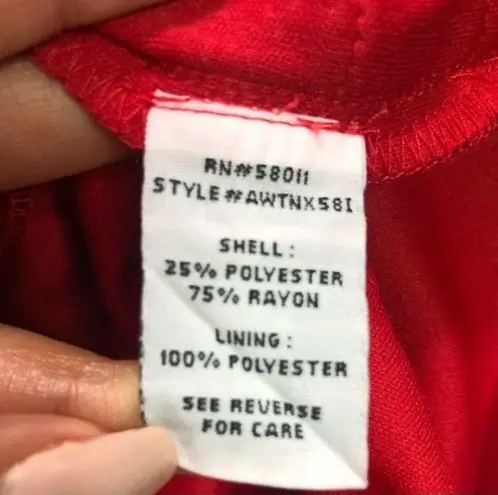 RN#58011
STYLE#AWTNX58I
SHELL:
25% POLYESTER
75% RAYON
LINING:
100% POLYESTER
SEE REVERSE
FOR CARE